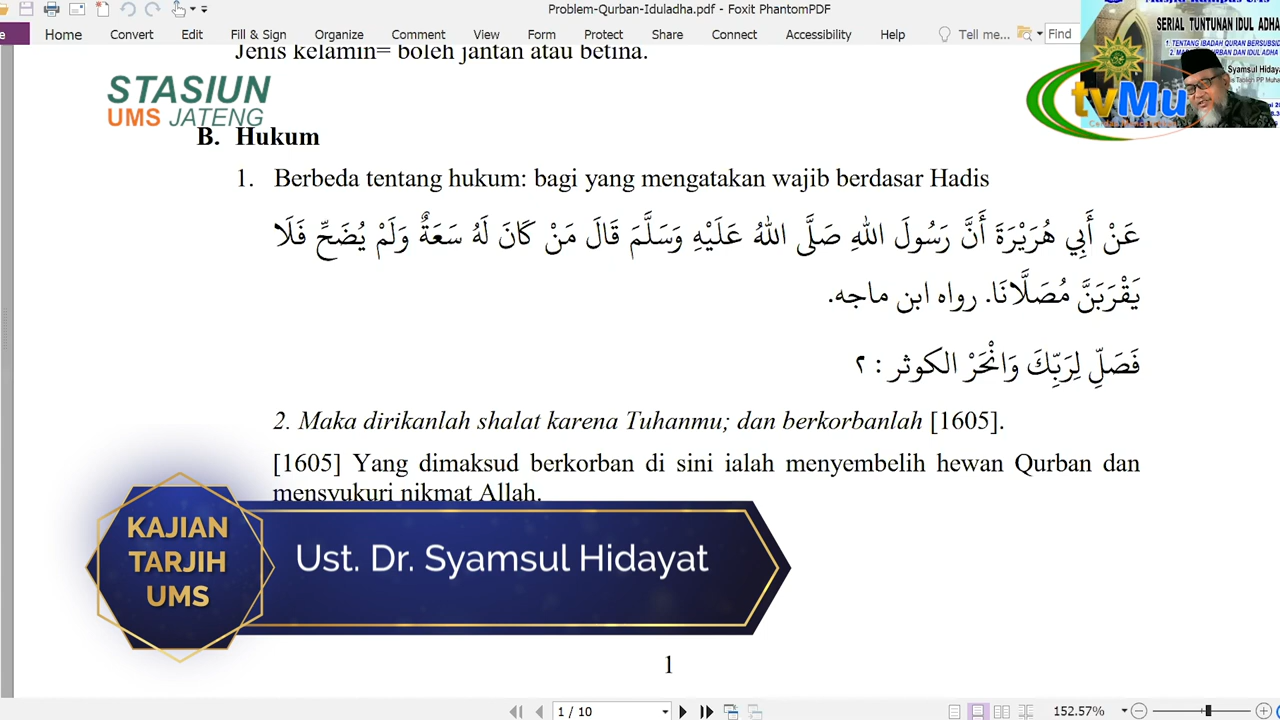 Problem-Qurban-Iduladha.pdf - Foxit PhantomPDF
Home Convert Edit Fill & Sign Organize Comment View Form Protect Share Connect Accessibility Help Tell me... Find
Jenis kelamin= boleh jantan atau betina.
STASIUN
UMS JATENG
SERIAL TUNTUNAN IDUL ADHA
tvMu
B. Hukum
1. Berbeda tentang hukum: bagi yang mengatakan wajib berdasar Hadis
عَنْ أَبِي هُرَيْرَةَ أَنَّ رَسُولَ اللهِ صَلَّى اللهُ عَلَيْهِ وَسَلَّمَ قَالَ مَنْ كَانَ لَهُ سَعَةٌ وَلَمْ يُضَحِّ فَلَا
يَقْرَبَنَّ مُصَلَّانَا. رواه ابن ماجه.
فَصَلِّ لِرَبِّكَ وَانْحَرْ الكوثر : ٢
2. Maka dirikanlah shalat karena Tuhanmu; dan berkorbanlah [1605].
[1605] Yang dimaksud berkorban di sini ialah menyembelih hewan Qurban dan
mensyukuri nikmat Allah.
KAJIAN
TARJIH
UMS
Ust. Dr. Syamsul Hidayat
1
1 / 10
152.57%